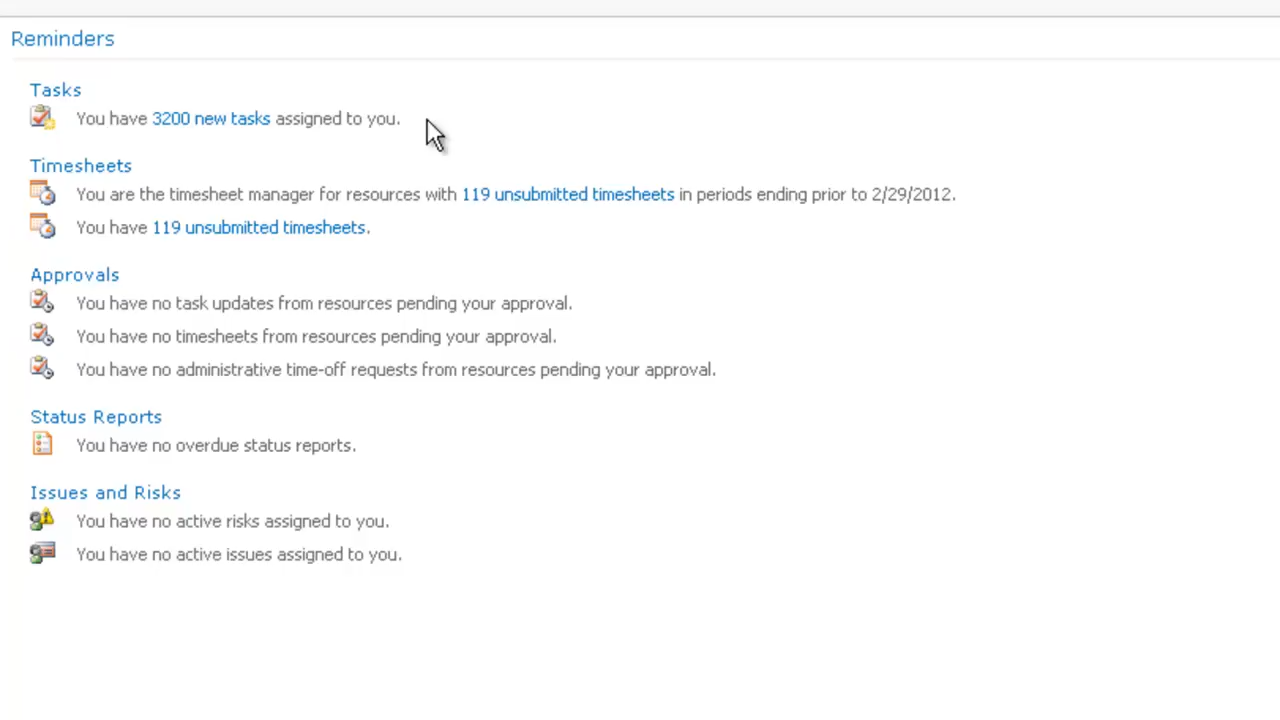 Reminders
Tasks
You have 3200 new tasks assigned to you.
Timesheets
You are the timesheet manager for resources with 119 unsubmitted timesheets in periods ending prior to 2/29/2012.
You have 119 unsubmitted timesheets.
Approvals
You have no task updates from resources pending your approval.
You have no timesheets from resources pending your approval.
You have no administrative time-off requests from resources pending your approval.
Status Reports
You have no overdue status reports.
Issues and Risks
You have no active risks assigned to you.
You have no active issues assigned to you.